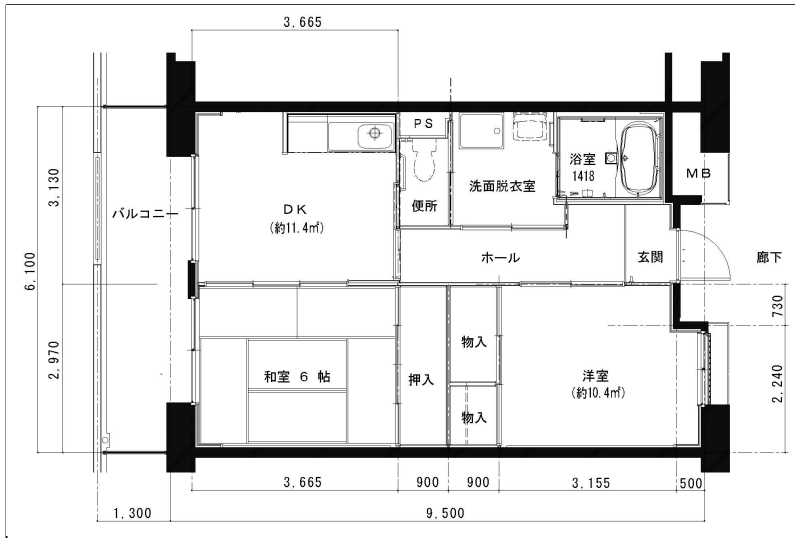 3,665
PS
浴室
1418
MB
洗面脱衣室
3,130
バルコニー
DK
(約11.4㎡)
便所
ホール
玄関
廊下
6,100
730
2,970
和室 6 帖
押入
物入
物入
洋室
(約10.4㎡)
2,240
3,665
900
900
3,155
500
1,300
9,500